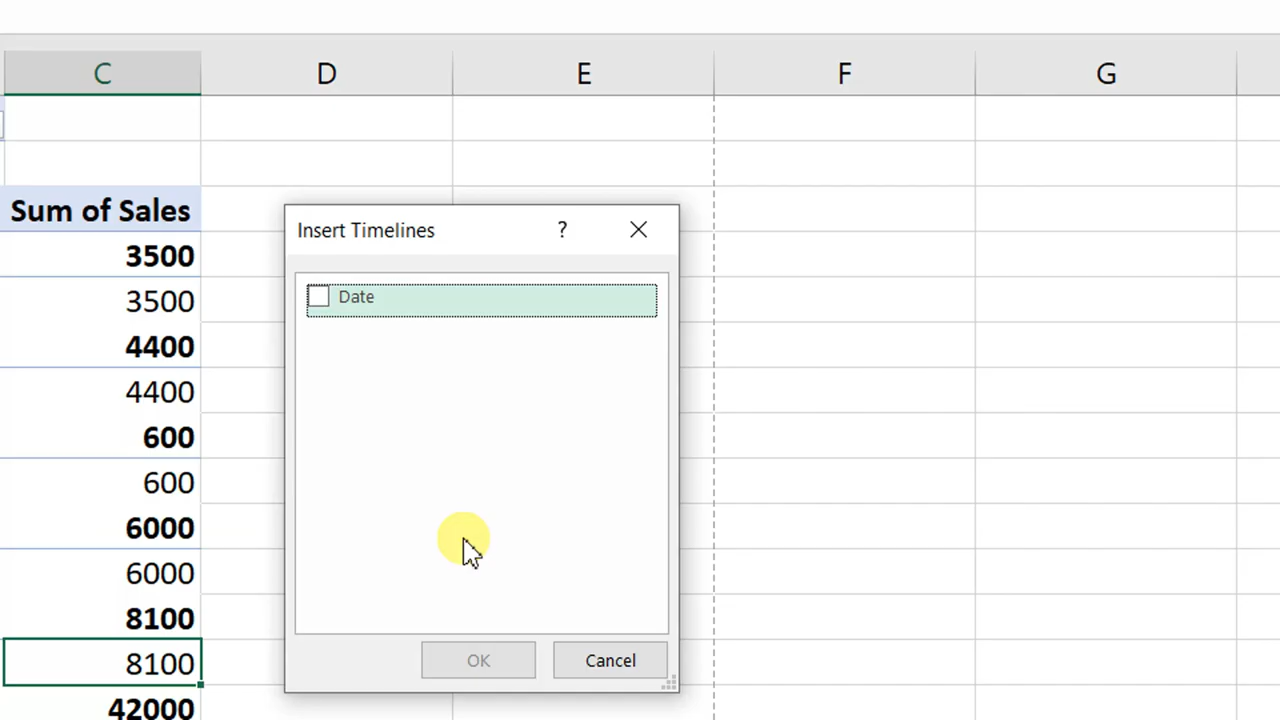 C D E F G
Sum of Sales
3500
3500
4400
4400
600
600
6000
6000
8100
8100
42000
Insert Timelines ?
Date
OK Cancel